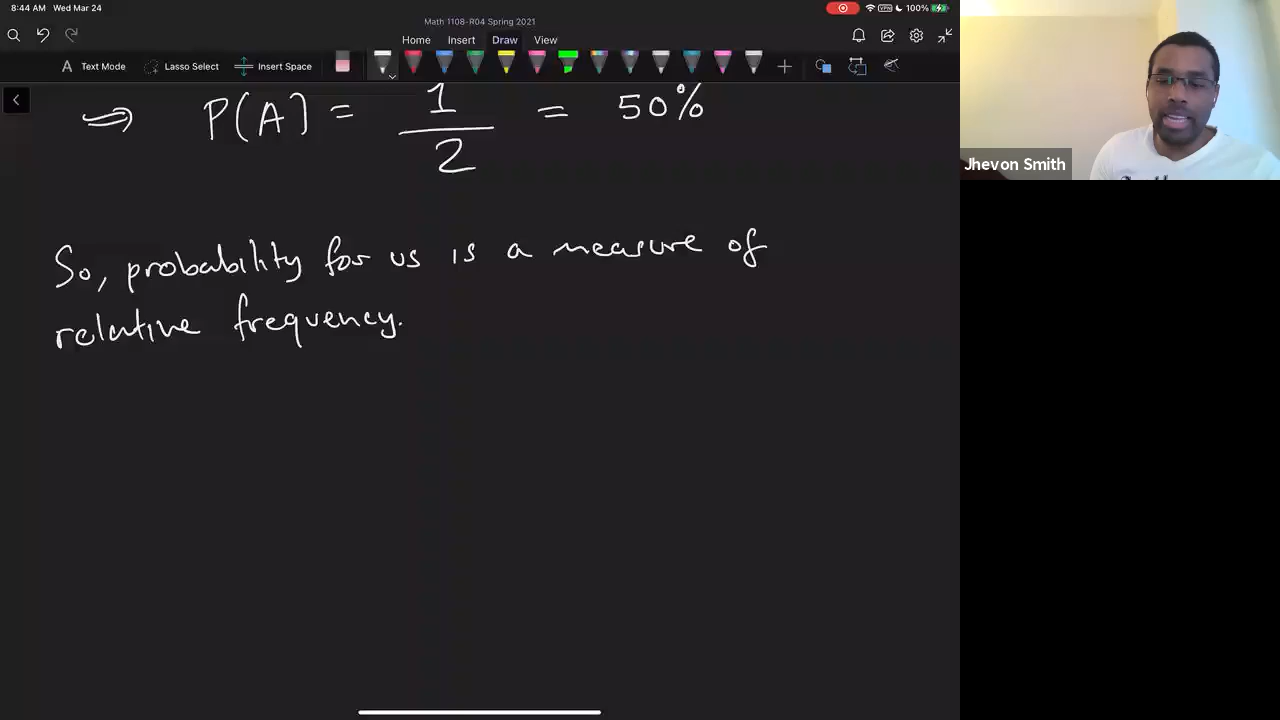 8:44 AM Wed Mar 24
100%
VPN
Math 1108-R04 Spring 2021
Home Insert Draw View
A Text Mode Lasso Select Insert Space
⇒ P(A) = 1/2 = 50%
Jhevon Smith
So, probability for us is a measure of
relative frequency.